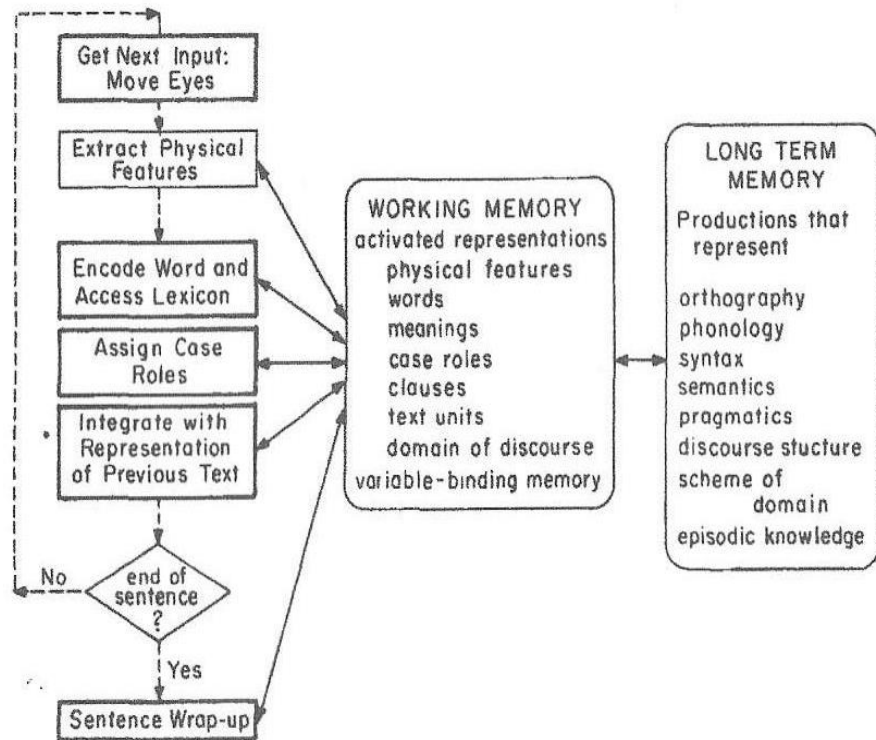 Get Next Input:
Move Eyes
Extract Physical
Features
Encode Word and
Access Lexicon
Assign Case
Roles
Integrate with
Representation
of Previous Text
No
end of
sentence
?
Yes
Sentence Wrap-up
WORKING MEMORY
activated representations
physical features
words
meanings
case roles
clauses
text units
domain of discourse
variable-binding memory
LONG TERM
MEMORY
Productions that
represent
orthography
phonology
syntax
semantics
pragmatics
discourse stucture
scheme of
domain
episodic knowledge